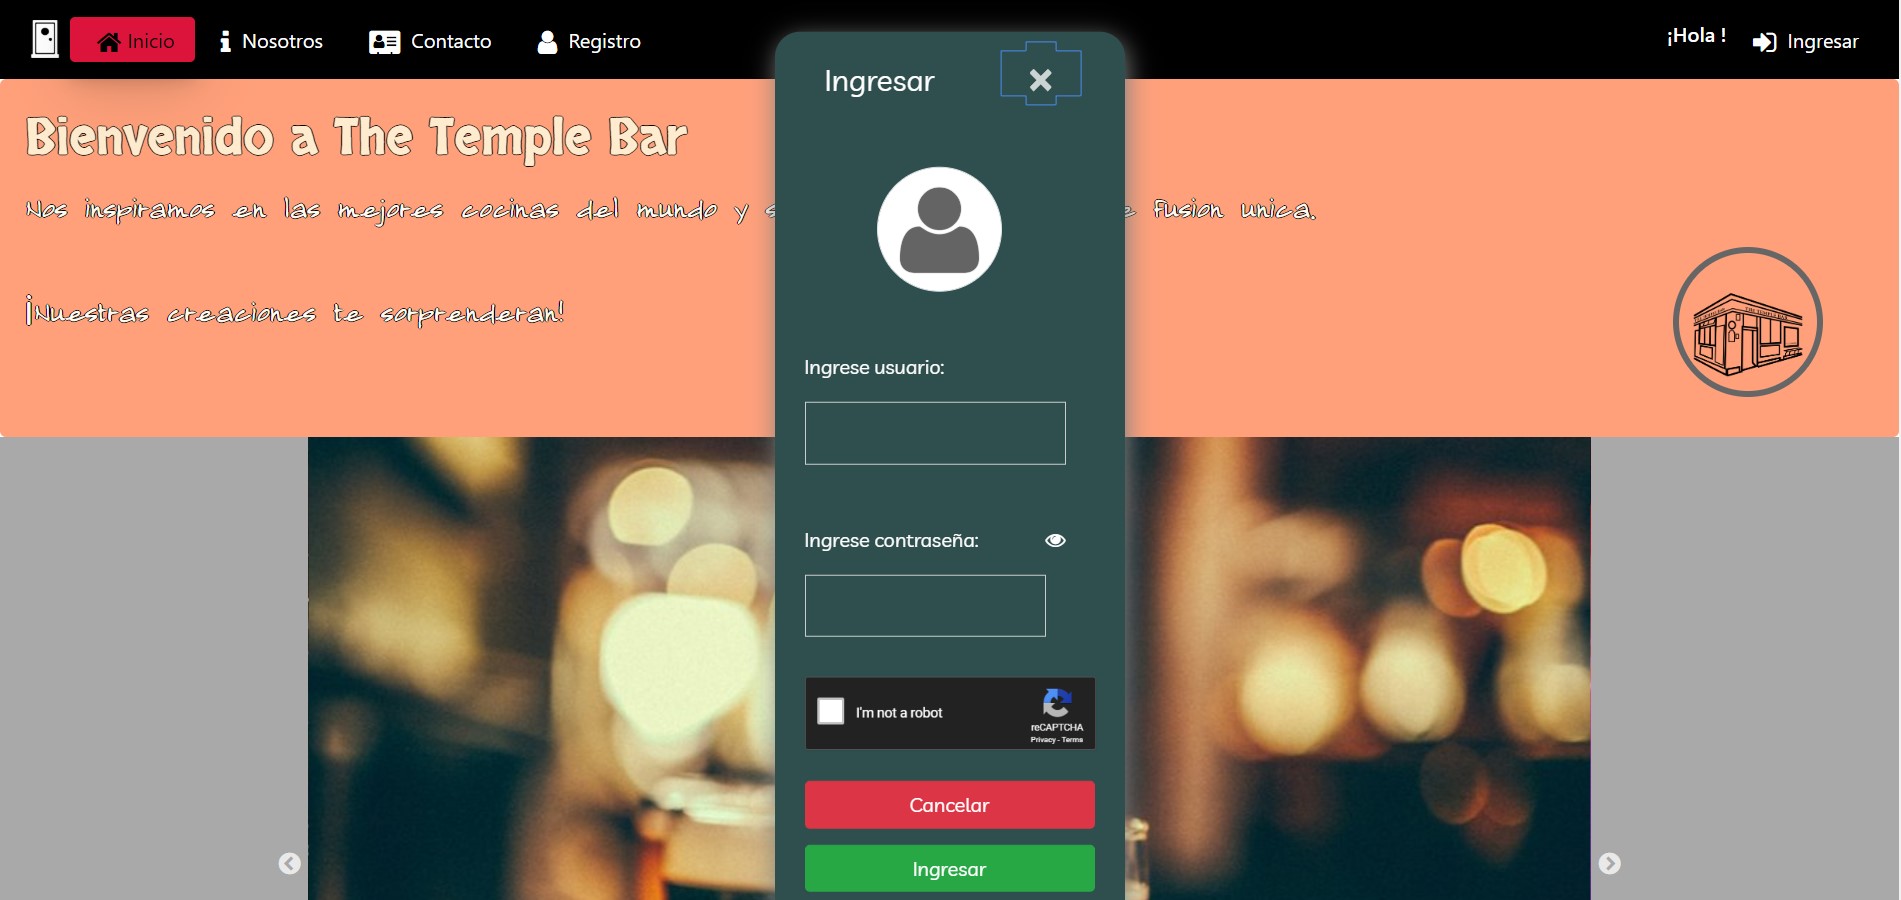 Inicio
Nosotros
Contacto
Registro
¡Hola !
Ingresar
Ingresar
Bienvenido a The Temple Bar
Nos inspiramos en las mejores cocinas del mundo y s
e fusion unica.
¡Nuestras creaciones te sorprenderan!
Ingrese usuario:
Ingrese contraseña:
I'm not a robot
reCAPTCHA
Privacy - Terms
Cancelar
Ingresar